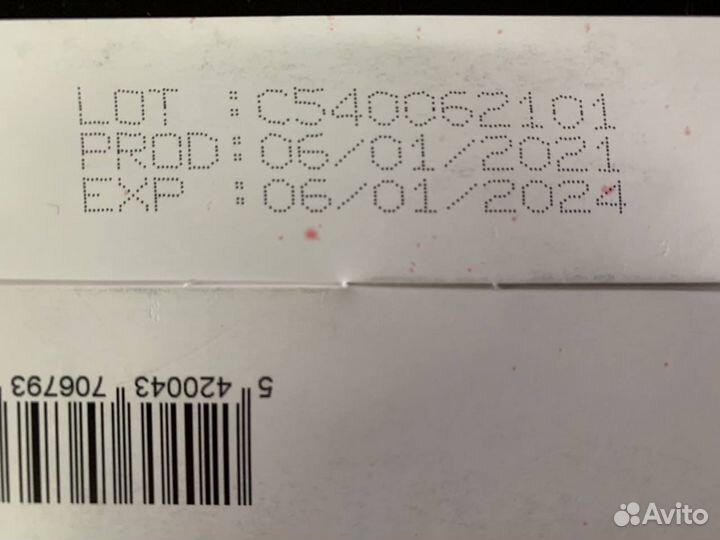 LOT : C540062101
PROD: 06/01/2021
EXP : 06/01/2024
5 420043 706793
Avito